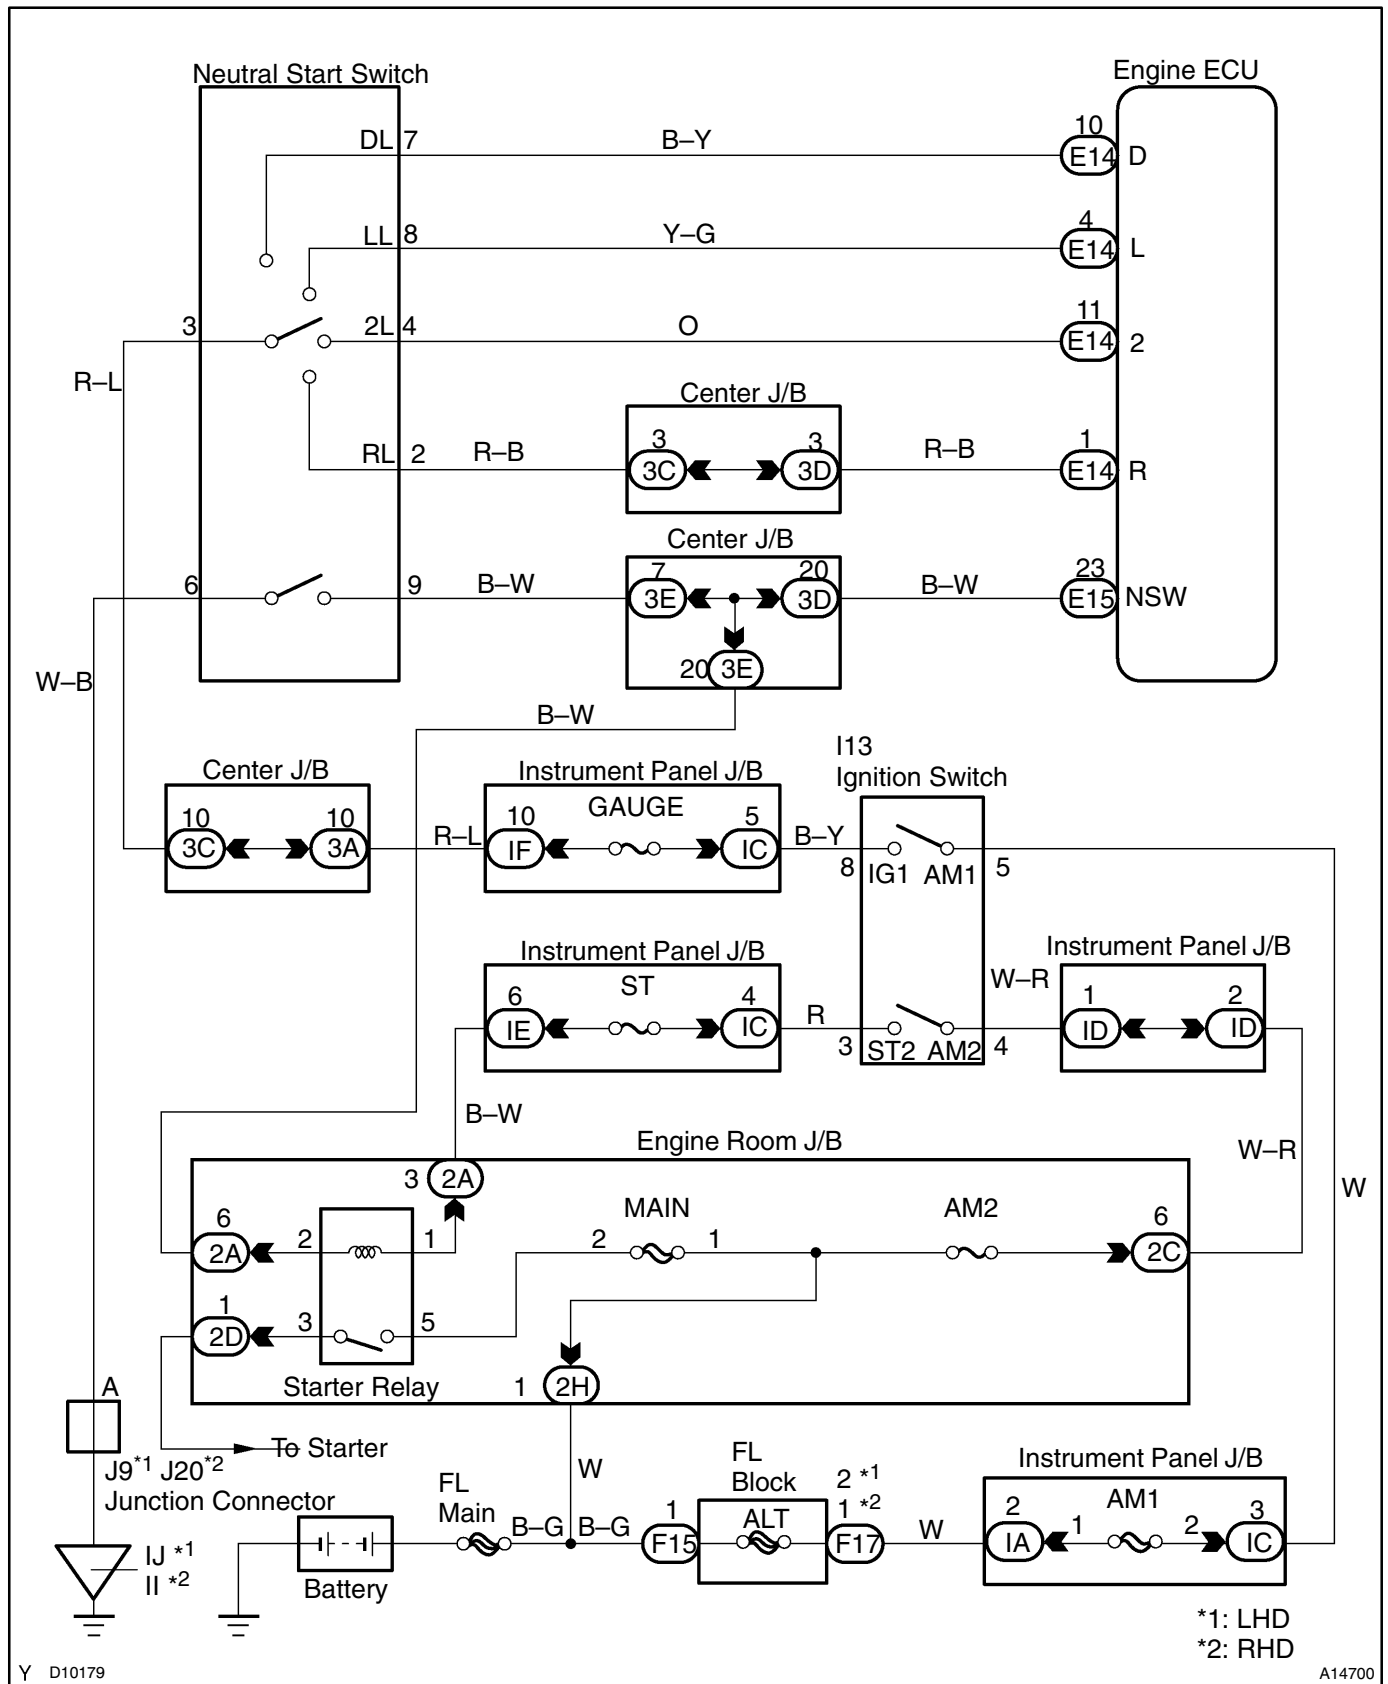 Neutral Start Switch
Engine ECU
DL 7 B–Y 10 E14 D
LL 8 Y–G 4 E14 L
3 2L 4 O 11 E14 2
R–L
Center J/B
RL 2 R–B 3 3C 3 3D R–B 1 E14 R
Center J/B
6 9 B–W 7 3E 20 3D B–W 23 E15 NSW
20 3E
W–B
B–W
I13
Ignition Switch
Center J/B
10 3C 10 3A
R–L
Instrument Panel J/B
GAUGE
10 IF 5 IC
B–Y
8 IG1 AM1 5
Instrument Panel J/B
ST
6 IE 4 IC
R
3 ST2 AM2 4
W–R
Instrument Panel J/B
1 ID 2 ID
B–W
W–R
W
Engine Room J/B
3 2A
MAIN
AM2
6 2A 2 1 2 1 6 2C
1 2D 3 5
Starter Relay
1 2H
A
To Starter
J9*1 J20*2
Junction Connector
IJ *1
II *2
Battery
FL
Main
B–G
W
B–G
FL
Block
ALT
1 F15
2 *1
1 *2
F17
W
Instrument Panel J/B
AM1
2 IA 1 2 3 IC
*1: LHD
*2: RHD
Y D10179
A14700